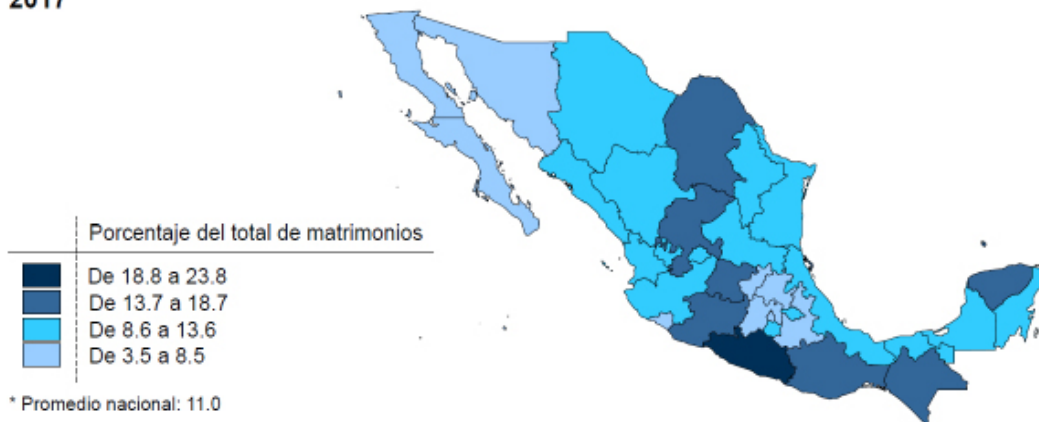 2017
Porcentaje del total de matrimonios
De 18.8 a 23.8
De 13.7 a 18.7
De 8.6 a 13.6
De 3.5 a 8.5
* Promedio nacional: 11.0